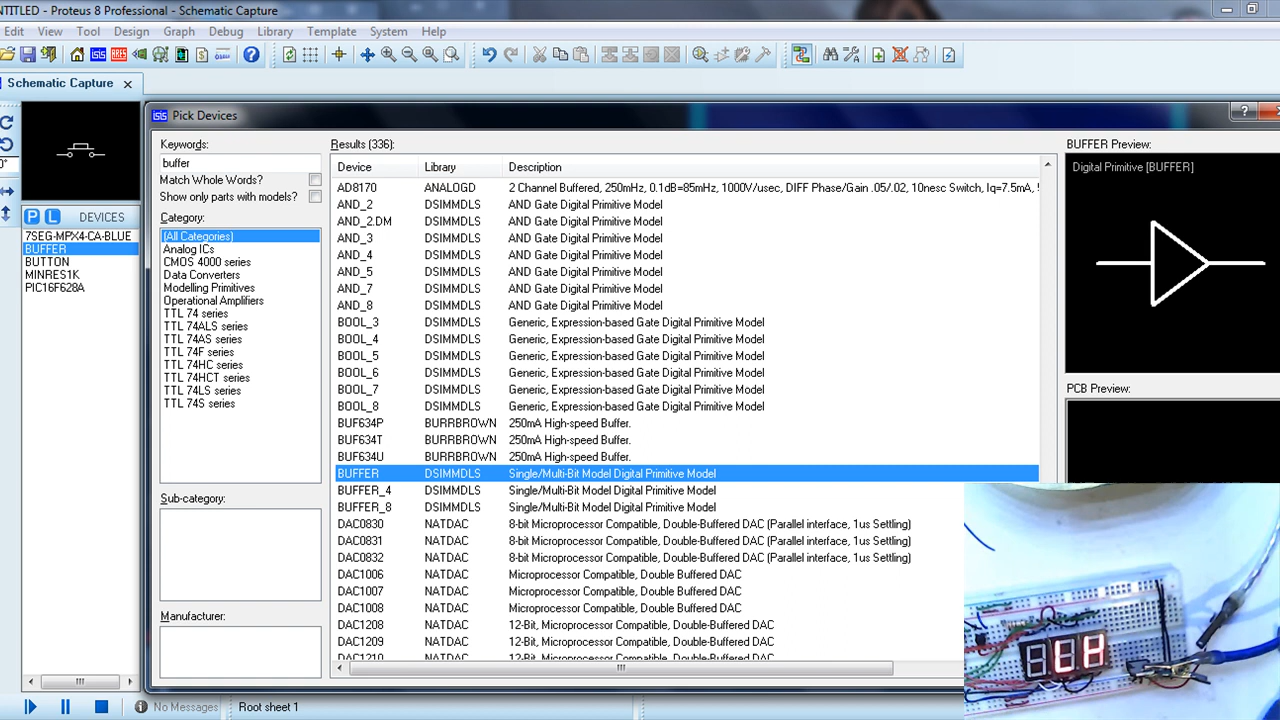 NTITLED - Proteus 8 Professional - Schematic Capture
Edit View Tool Design Graph Debug Library Template System Help
Schematic Capture
ISIS Pick Devices
Keywords:
buffer
Match Whole Words?
Show only parts with models?
Category:
(All Categories)
Analog ICs
CMOS 4000 series
Data Converters
Modelling Primitives
Operational Amplifiers
TTL 74 series
TTL 74ALS series
TTL 74AS series
TTL 74F series
TTL 74HC series
TTL 74HCT series
TTL 74LS series
TTL 74S series
Sub-category:
Manufacturer:
P L DEVICES
7SEG-MPX4-CA-BLUE
BUFFER
BUTTON
MINRES1K
PIC16F628A
Results (336):
Device Library Description
AD8170 ANALOGD 2 Channel Buffered, 250mHz, 0.1dB=85mHz, 1000V/usec, DIFF Phase/Gain .05/.02, 10nesc Switch, Iq=7.5mA,
AND_2 DSIMMDLS AND Gate Digital Primitive Model
AND_2.DM DSIMMDLS AND Gate Digital Primitive Model
AND_3 DSIMMDLS AND Gate Digital Primitive Model
AND_4 DSIMMDLS AND Gate Digital Primitive Model
AND_5 DSIMMDLS AND Gate Digital Primitive Model
AND_7 DSIMMDLS AND Gate Digital Primitive Model
AND_8 DSIMMDLS AND Gate Digital Primitive Model
BOOL_3 DSIMMDLS Generic, Expression-based Gate Digital Primitive Model
BOOL_4 DSIMMDLS Generic, Expression-based Gate Digital Primitive Model
BOOL_5 DSIMMDLS Generic, Expression-based Gate Digital Primitive Model
BOOL_6 DSIMMDLS Generic, Expression-based Gate Digital Primitive Model
BOOL_7 DSIMMDLS Generic, Expression-based Gate Digital Primitive Model
BOOL_8 DSIMMDLS Generic, Expression-based Gate Digital Primitive Model
BUF634P BURRBROWN 250mA High-speed Buffer.
BUF634T BURRBROWN 250mA High-speed Buffer.
BUF634U BURRBROWN 250mA High-speed Buffer.
BUFFER DSIMMDLS Single/Multi-Bit Model Digital Primitive Model
BUFFER_4 DSIMMDLS Single/Multi-Bit Model Digital Primitive Model
BUFFER_8 DSIMMDLS Single/Multi-Bit Model Digital Primitive Model
DAC0830 NATDAC 8-bit Microprocessor Compatible, Double-Buffered DAC (Parallel interface, 1us Settling)
DAC0831 NATDAC 8-bit Microprocessor Compatible, Double-Buffered DAC (Parallel interface, 1us Settling)
DAC0832 NATDAC 8-bit Microprocessor Compatible, Double-Buffered DAC (Parallel interface, 1us Settling)
DAC1006 NATDAC Microprocessor Compatible, Double Buffered DAC
DAC1007 NATDAC Microprocessor Compatible, Double Buffered DAC
DAC1008 NATDAC Microprocessor Compatible, Double Buffered DAC
DAC1208 NATDAC 12-Bit, Microprocessor Compatible, Double-Buffered DAC
DAC1209 NATDAC 12-Bit, Microprocessor Compatible, Double-Buffered DAC
DAC1210 NATDAC 12-Bit, Microprocessor Compatible, Double-Buffered DAC
BUFFER Preview:
Digital Primitive [BUFFER]
PCB Preview:
No Messages Root sheet 1